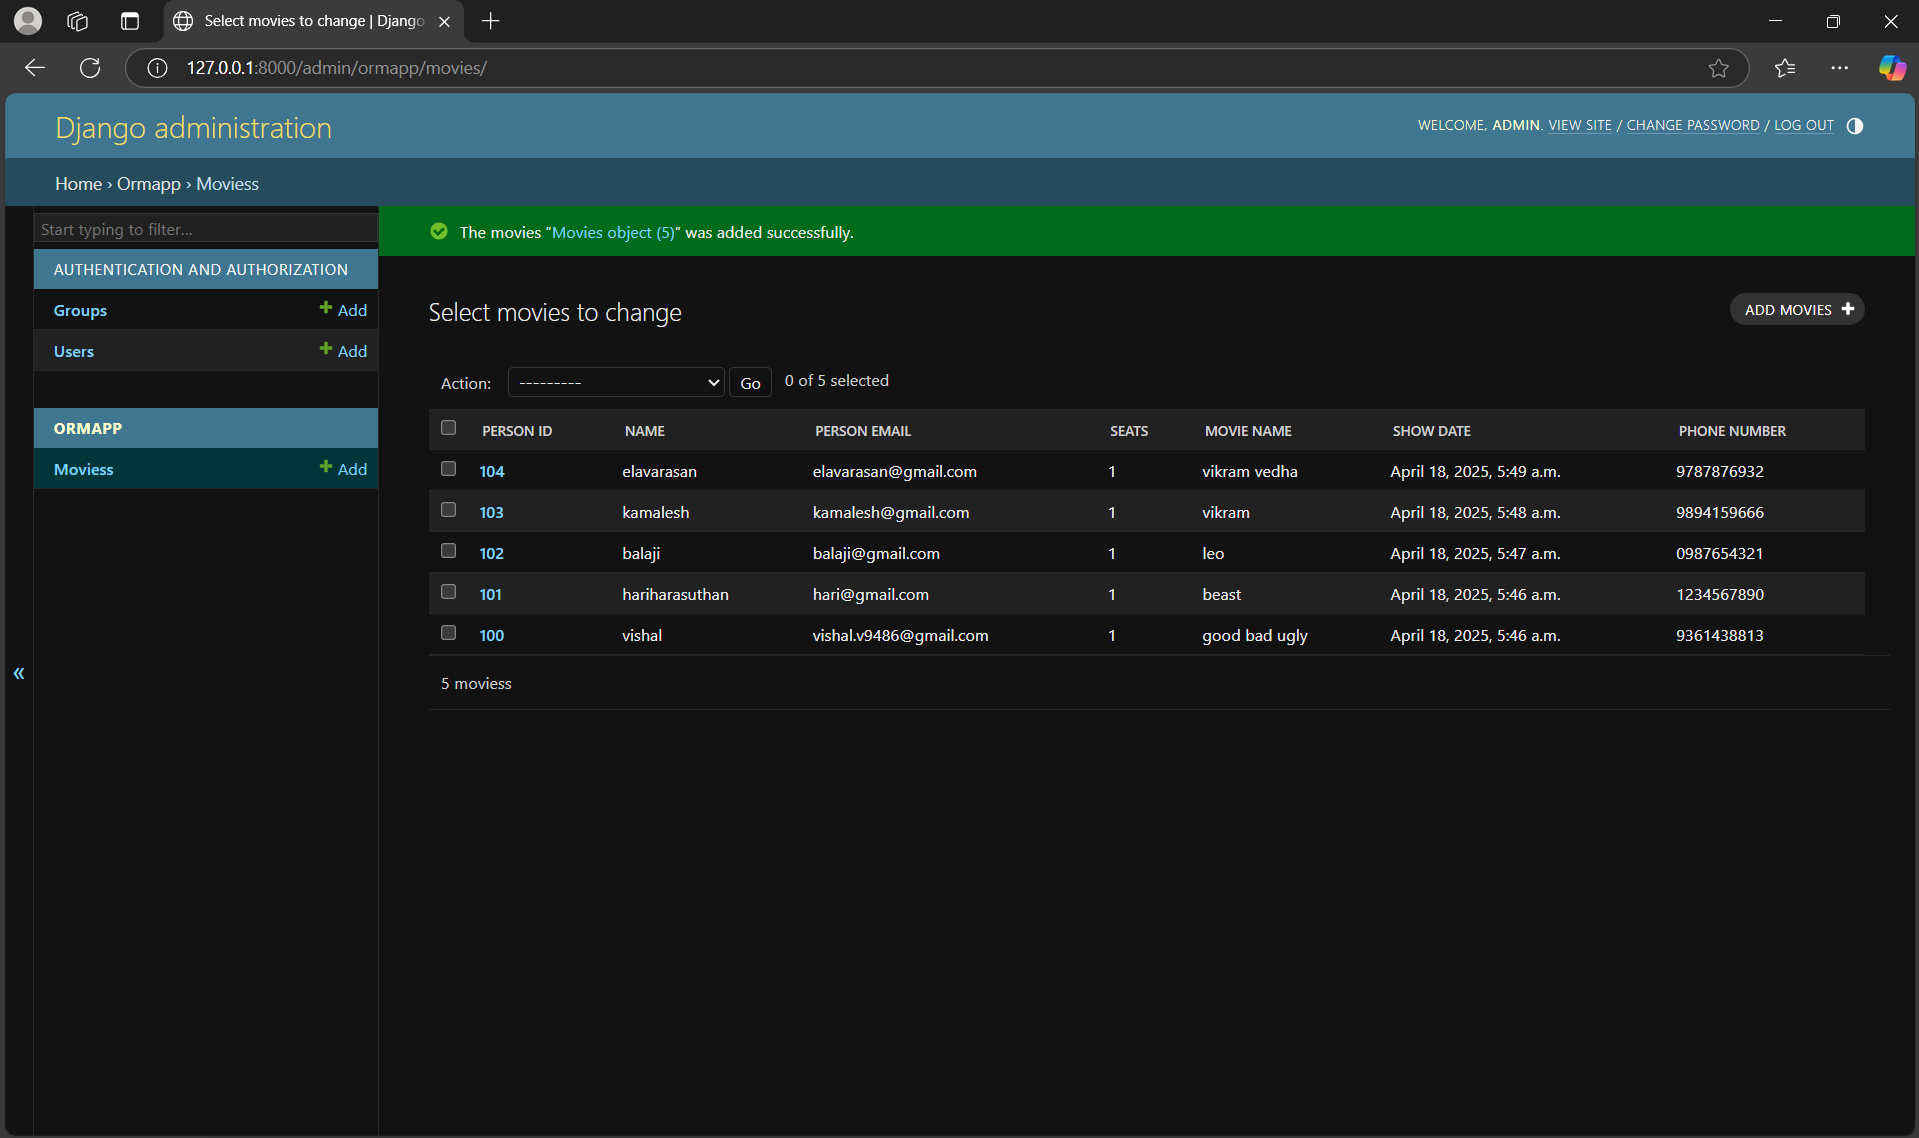 Select movies to change | Django
127.0.0.1:8000/admin/ormapp/movies/
Django administration
WELCOME, ADMIN. VIEW SITE / CHANGE PASSWORD / LOG OUT
Home › Ormapp › Moviess
Start typing to filter...
AUTHENTICATION AND AUTHORIZATION
Groups + Add
Users + Add
ORMAPP
Moviess + Add
«
The movies “Movies object (5)” was added successfully.
Select movies to change
ADD MOVIES +
Action: --------- Go 0 of 5 selected
PERSON ID NAME PERSON EMAIL SEATS MOVIE NAME SHOW DATE PHONE NUMBER
104 elavarasan elavarasan@gmail.com 1 vikram vedha April 18, 2025, 5:49 a.m. 9787876932
103 kamalesh kamalesh@gmail.com 1 vikram April 18, 2025, 5:48 a.m. 9894159666
102 balaji balaji@gmail.com 1 leo April 18, 2025, 5:47 a.m. 0987654321
101 hariharasuthan hari@gmail.com 1 beast April 18, 2025, 5:46 a.m. 1234567890
100 vishal vishal.v9486@gmail.com 1 good bad ugly April 18, 2025, 5:46 a.m. 9361438813
5 moviess